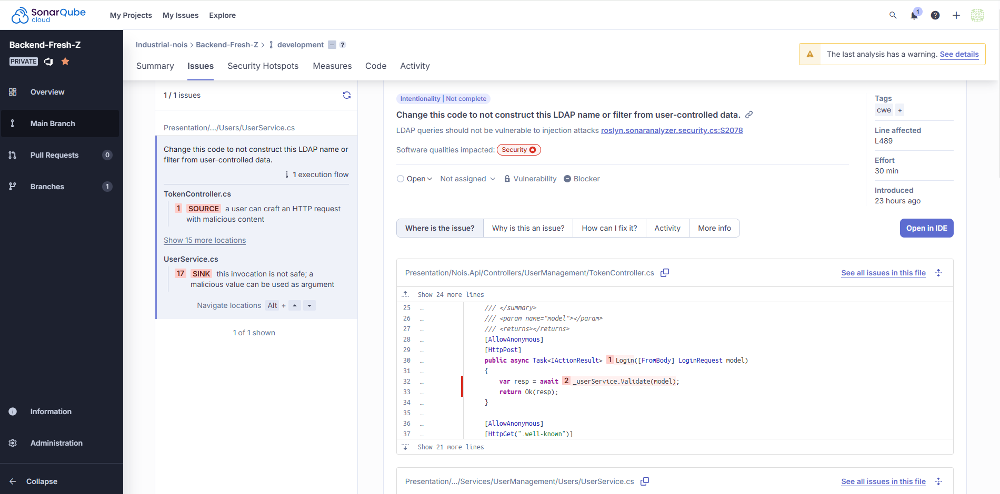 SonarQube cloud
My Projects My Issues Explore
1
?
Backend-Fresh-Z
PRIVATE
Overview
Main Branch
Pull Requests 0
Branches 1
Information
Administration
Collapse
Industrial-nois > Backend-Fresh-Z > development ?
The last analysis has a warning. See details
Summary Issues Security Hotspots Measures Code Activity
1 / 1 issues
Presentation/.../Users/UserService.cs
Change this code to not construct this LDAP name or
filter from user-controlled data.
1 execution flow
TokenController.cs
1 SOURCE a user can craft an HTTP request
with malicious content
Show 15 more locations
UserService.cs
17 SINK this invocation is not safe; a
malicious value can be used as argument
Navigate locations Alt +
1 of 1 shown
Intentionality | Not complete
Change this code to not construct this LDAP name or filter from user-controlled data.
LDAP queries should not be vulnerable to injection attacks roslyn.sonaranalyzer.security.cs:S2078
Software qualities impacted: Security
Open Not assigned Vulnerability Blocker
Tags
cwe +
Line affected
L489
Effort
30 min
Introduced
23 hours ago
Where is the issue? Why is this an issue? How can I fix it? Activity More info
Open in IDE
Presentation/Nois.Api/Controllers/UserManagement/TokenController.cs
See all issues in this file
Show 24 more lines
25 … /// </summary>
26 … /// <param name="model"></param>
27 … /// <returns></returns>
28 … [AllowAnonymous]
29 … [HttpPost]
30 … public async Task<IActionResult> 1 Login([FromBody] LoginRequest model)
31 … {
32 … var resp = await 2 _userService.Validate(model);
33 … return Ok(resp);
34 … }
35 …
36 … [AllowAnonymous]
37 … [HttpGet(".well-known")]
Show 21 more lines
Presentation/.../Services/UserManagement/Users/UserService.cs
See all issues in this file